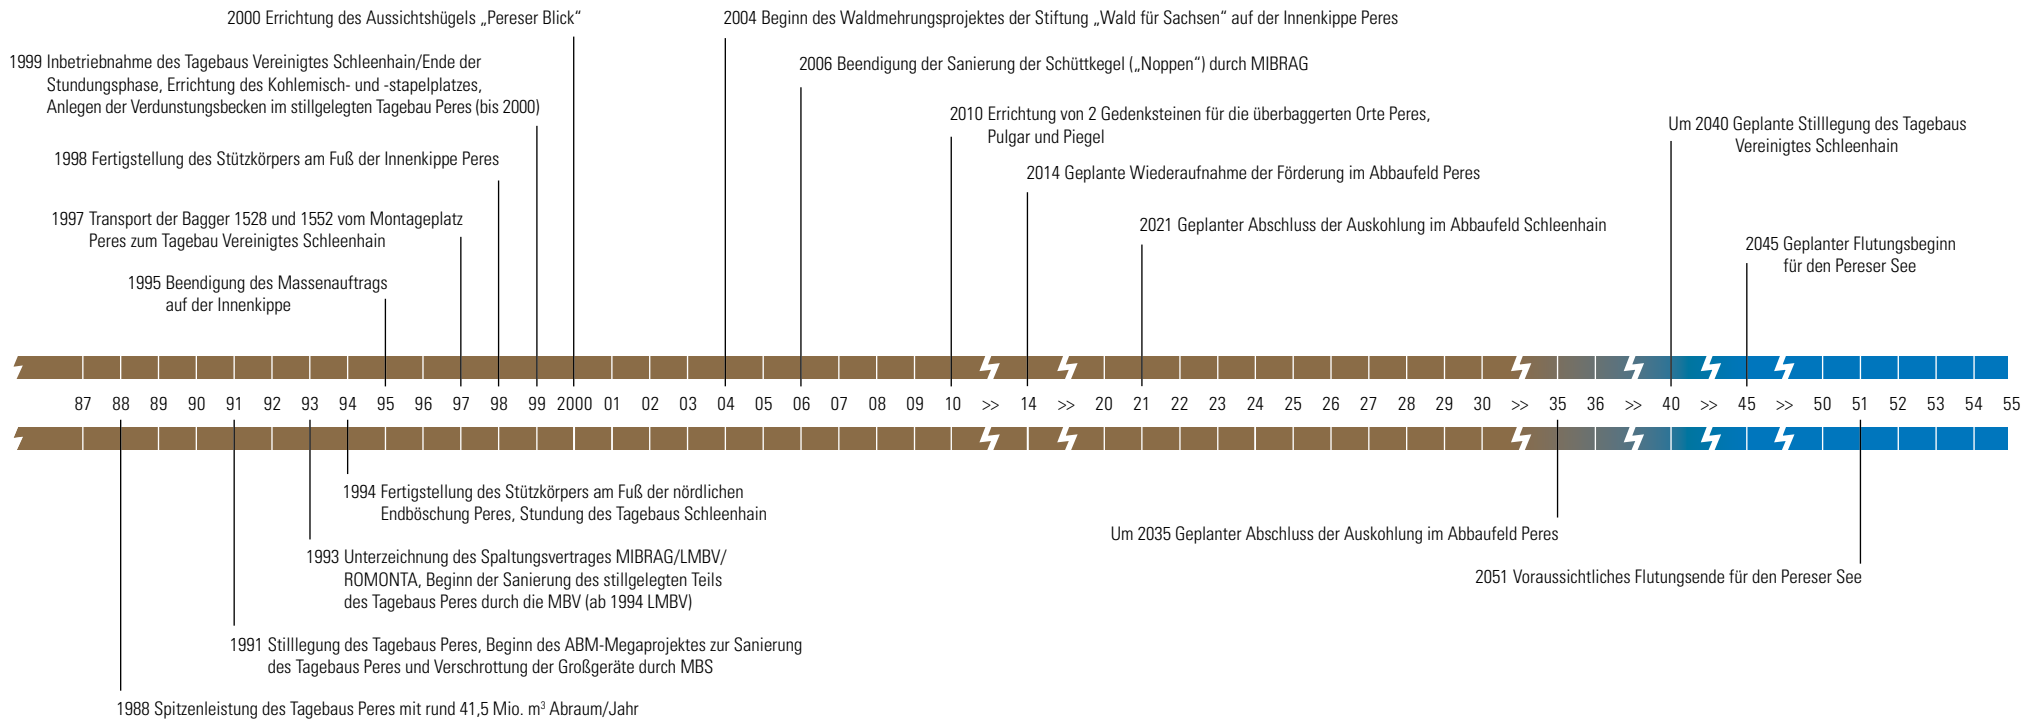 2000 Errichtung des Aussichtshügels „Pereser Blick“
2004 Beginn des Waldmehrungsprojektes der Stiftung „Wald für Sachsen“ auf der Innenkippe Peres
1999 Inbetriebnahme des Tagebaus Vereinigtes Schleenhain/Ende der
Stundungsphase, Errichtung des Kohlemisch- und -stapelplatzes,
Anlegen der Verdunstungsbecken im stillgelegten Tagebau Peres (bis 2000)
2006 Beendigung der Sanierung der Schüttkegel („Noppen“) durch MIBRAG
2010 Errichtung von 2 Gedenksteinen für die überbaggerten Orte Peres,
Pulgar und Piegel
Um 2040 Geplante Stilllegung des Tagebaus
Vereinigtes Schleenhain
1998 Fertigstellung des Stützkörpers am Fuß der Innenkippe Peres
2014 Geplante Wiederaufnahme der Förderung im Abbaufeld Peres
1997 Transport der Bagger 1528 und 1552 vom Montageplatz
Peres zum Tagebau Vereinigtes Schleenhain
2021 Geplanter Abschluss der Auskohlung im Abbaufeld Schleenhain
2045 Geplanter Flutungsbeginn
für den Pereser See
1995 Beendigung des Massenauftrags
auf der Innenkippe
87 88 89 90 91 92 93 94 95 96 97 98 99 2000 01 02 03 04 05 06 07 08 09 10 >> 14 >> 20 21 22 23 24 25 26 27 28 29 30 >> 35 36 >> 40 >> 45 >> 50 51 52 53 54 55
1994 Fertigstellung des Stützkörpers am Fuß der nördlichen
Endböschung Peres, Stundung des Tagebaus Schleenhain
Um 2035 Geplanter Abschluss der Auskohlung im Abbaufeld Peres
1993 Unterzeichnung des Spaltungsvertrages MIBRAG/LMBV/
ROMONTA, Beginn der Sanierung des stillgelegten Teils
des Tagebaus Peres durch die MBV (ab 1994 LMBV)
2051 Voraussichtliches Flutungsende für den Pereser See
1991 Stilllegung des Tagebaus Peres, Beginn des ABM-Megaprojektes zur Sanierung
des Tagebaus Peres und Verschrottung der Großgeräte durch MBS
1988 Spitzenleistung des Tagebaus Peres mit rund 41,5 Mio. m³ Abraum/Jahr